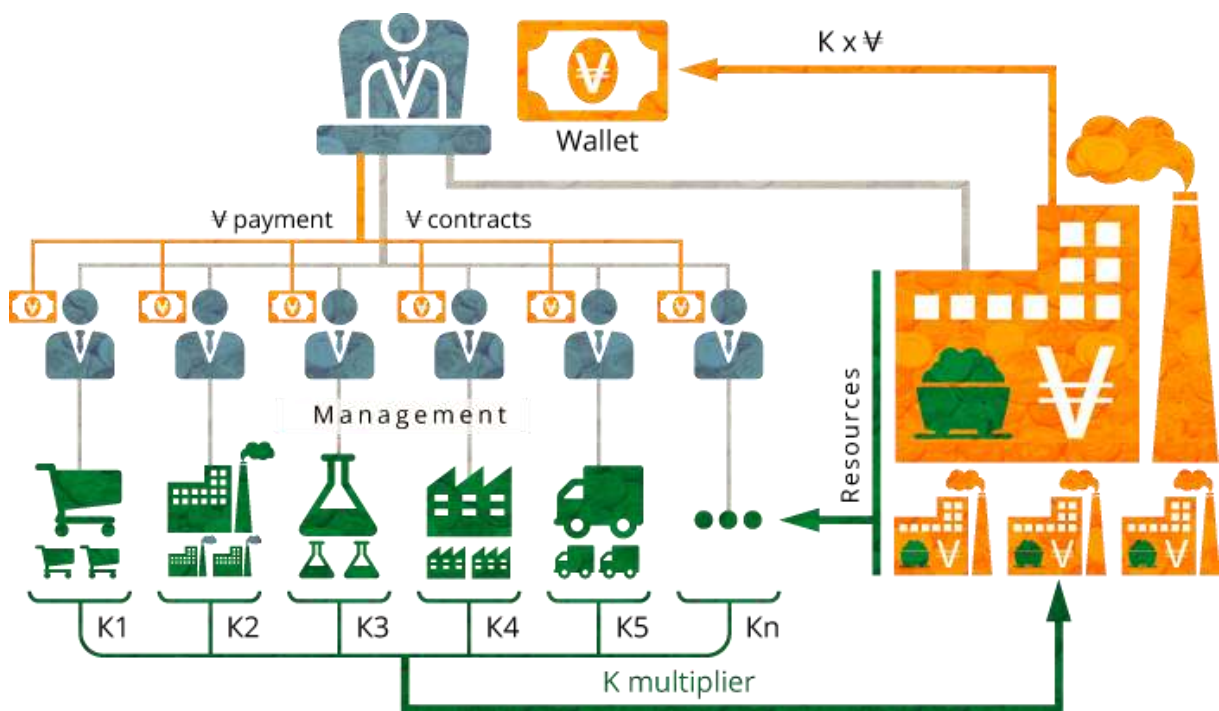 K x ₩
Wallet
₩ payment
₩ contracts
Management
Resources
K1
K2
K3
K4
K5
Kn
K multiplier